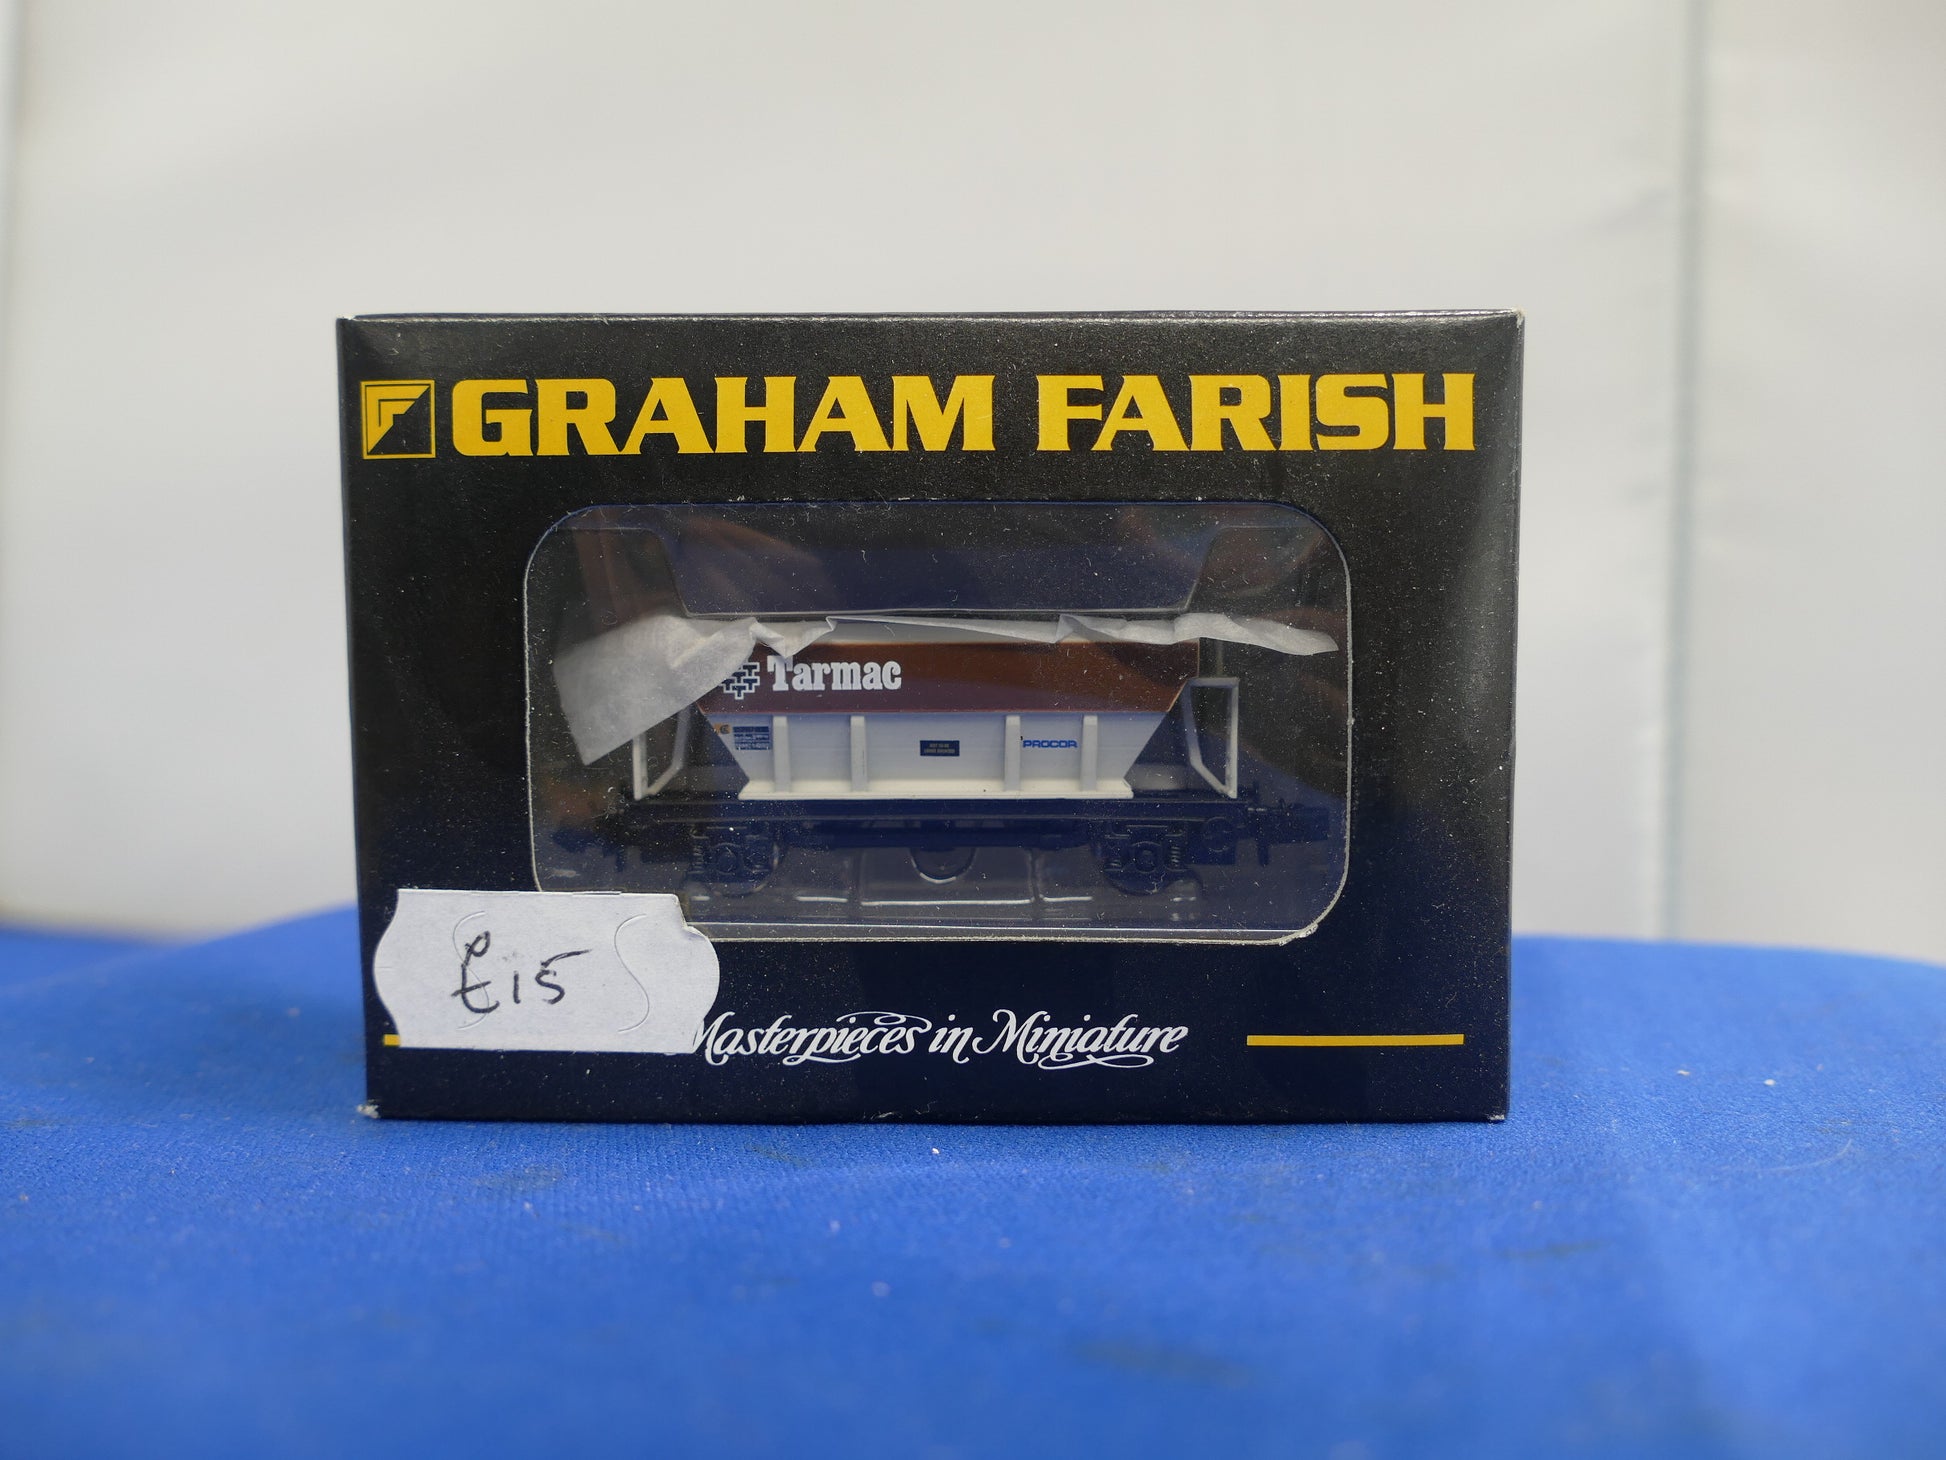 GRAHAM FARISH
Tarmac
PROCOR
£15
Masterpieces in Miniature